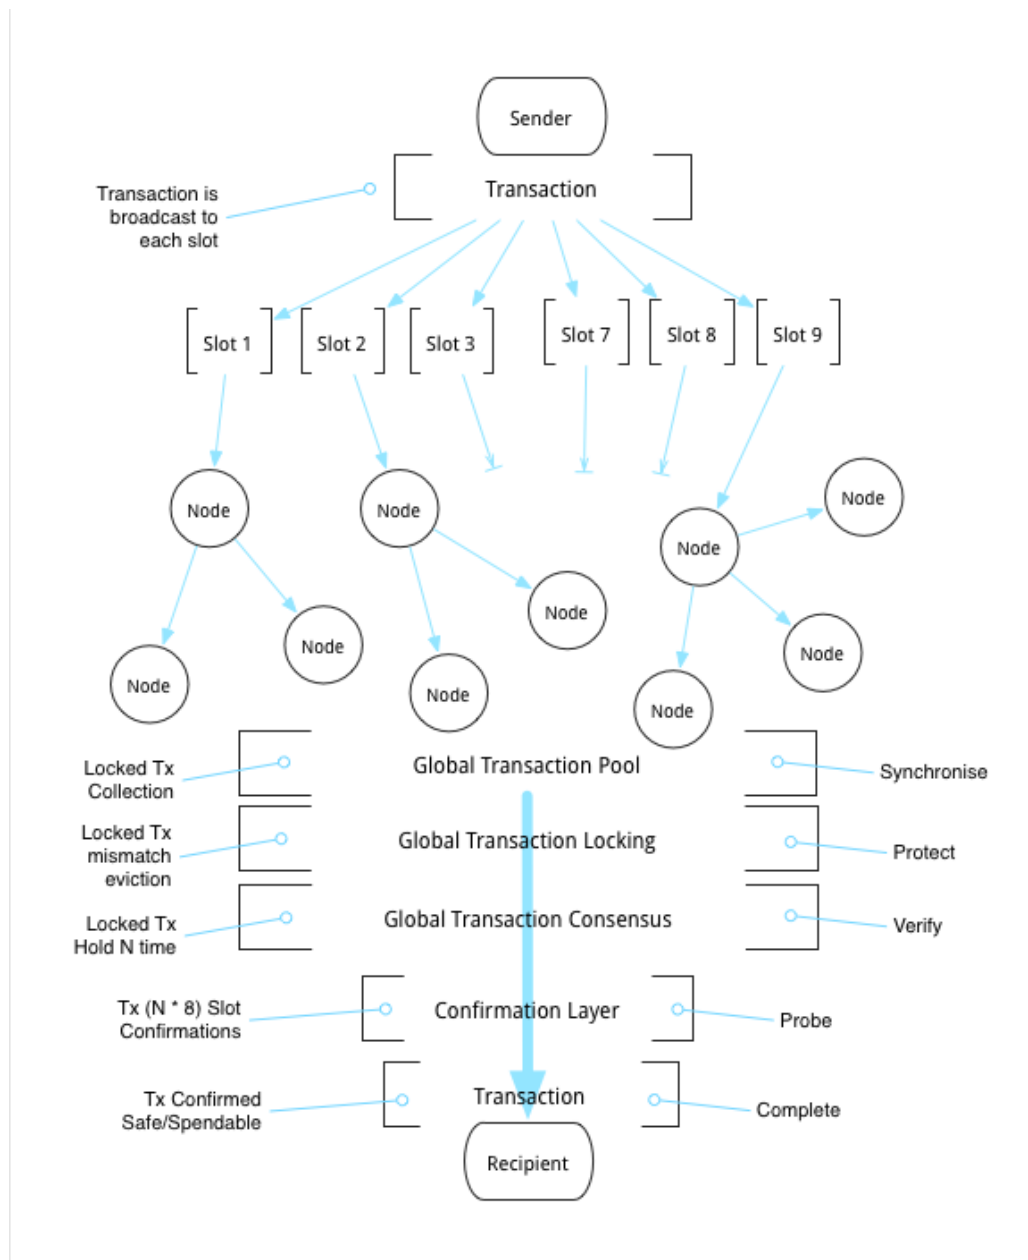 Sender
Transaction
Transaction is
broadcast to
each slot
Slot 1
Slot 2
Slot 3
Slot 7
Slot 8
Slot 9
Node
Node
Node
Node
Node
Node
Node
Node
Node
Node
Locked Tx
Collection
Global Transaction Pool
Synchronise
Locked Tx
mismatch
eviction
Global Transaction Locking
Protect
Locked Tx
Hold N time
Global Transaction Consensus
Verify
Tx (N * 8) Slot
Confirmations
Confirmation Layer
Probe
Tx Confirmed
Safe/Spendable
Transaction
Complete
Recipient